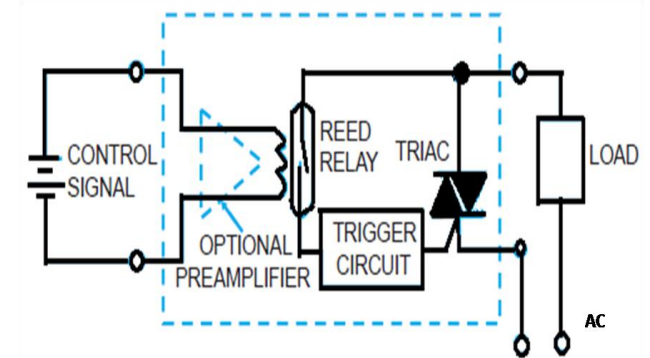 CONTROL
SIGNAL
REED
RELAY
TRIAC
LOAD
OPTIONAL
PREAMPLIFIER
TRIGGER
CIRCUIT
AC